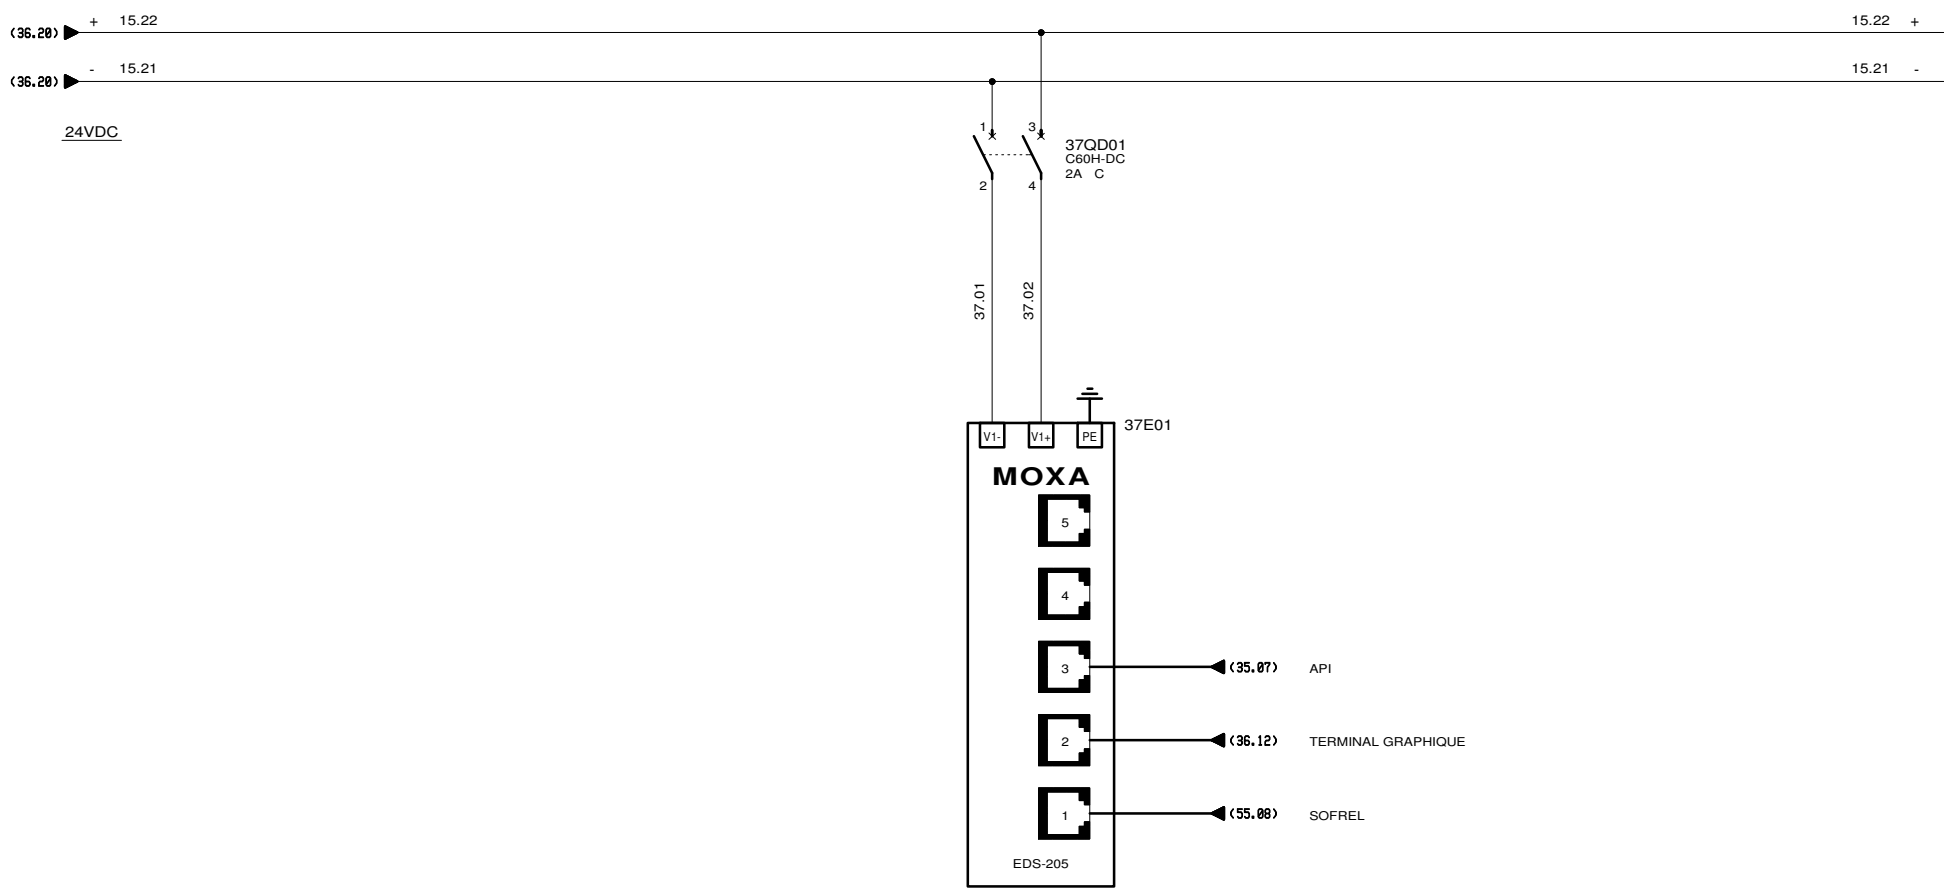 + 15.22 15.22 +
(36.20)
- 15.21 15.21 -
(36.20)
24VDC
1 3
37QD01
C60H-DC
2A C
2 4
37.01 37.02
37E01
V1- V1+ PE
MOXA
5
4
3 (35.07) API
2 (36.12) TERMINAL GRAPHIQUE
1 (55.08) SOFREL
EDS-205